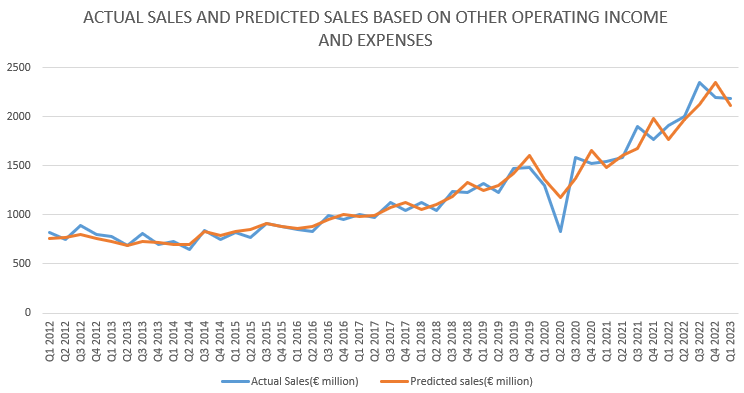 ACTUAL SALES AND PREDICTED SALES BASED ON OTHER OPERATING INCOME
AND EXPENSES
2500
2000
1500
1000
500
0
Q1 2012
Q2 2012
Q3 2012
Q4 2012
Q1 2013
Q2 2013
Q3 2013
Q4 2013
Q1 2014
Q2 2014
Q3 2014
Q4 2014
Q1 2015
Q2 2015
Q3 2015
Q4 2015
Q1 2016
Q2 2016
Q3 2016
Q4 2016
Q1 2017
Q2 2017
Q3 2017
Q4 2017
Q1 2018
Q2 2018
Q3 2018
Q4 2018
Q1 2019
Q2 2019
Q3 2019
Q4 2019
Q1 2020
Q2 2020
Q3 2020
Q4 2020
Q1 2021
Q2 2021
Q3 2021
Q4 2021
Q1 2022
Q2 2022
Q3 2022
Q4 2022
Q1 2023
Actual Sales(€ million)
Predicted sales(€ million)